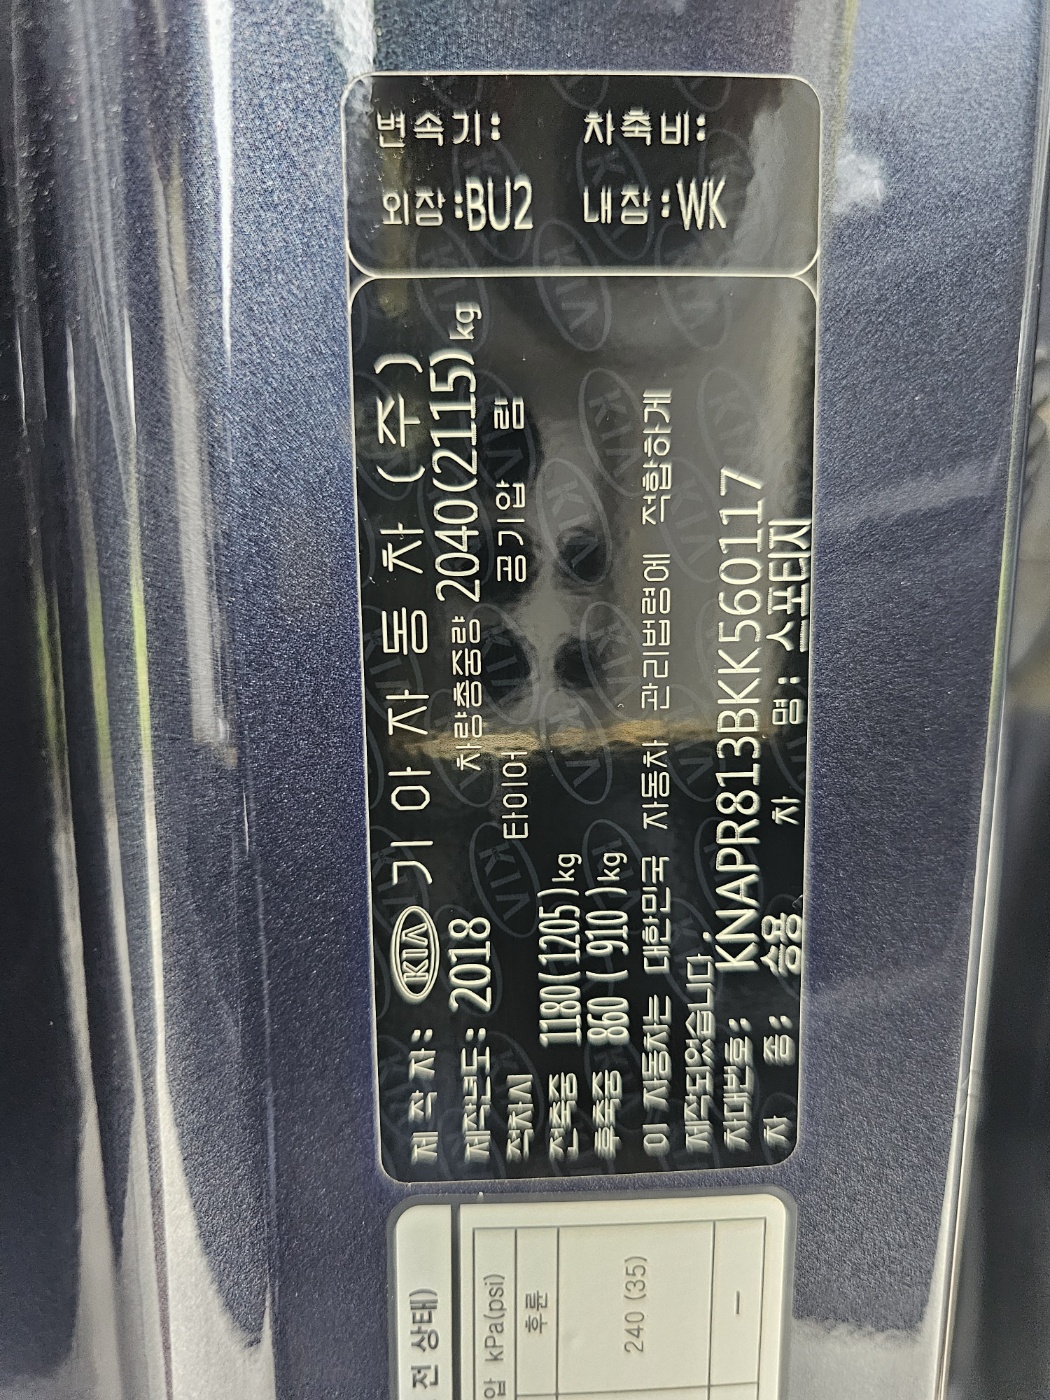 변속기: 차축비:
외장:BU2 내장:WK
제 작 자: KIA 기 아 자 동 차 (주)
제작년도: 2018 차량총중량 2040(2115)kg
적차시 타이어 공기압 람
전축중 1180(1205)kg
후축중 860( 910)kg
이 자동차는 대한민국 자동차 관리법령에 적합하게
제작되었습니다.
차대번호: KNAPR813BKK560117
차 종: 승용 차 명: 스포티지
전 상태)
압 kPa(psi)
후륜
240 (35)
–